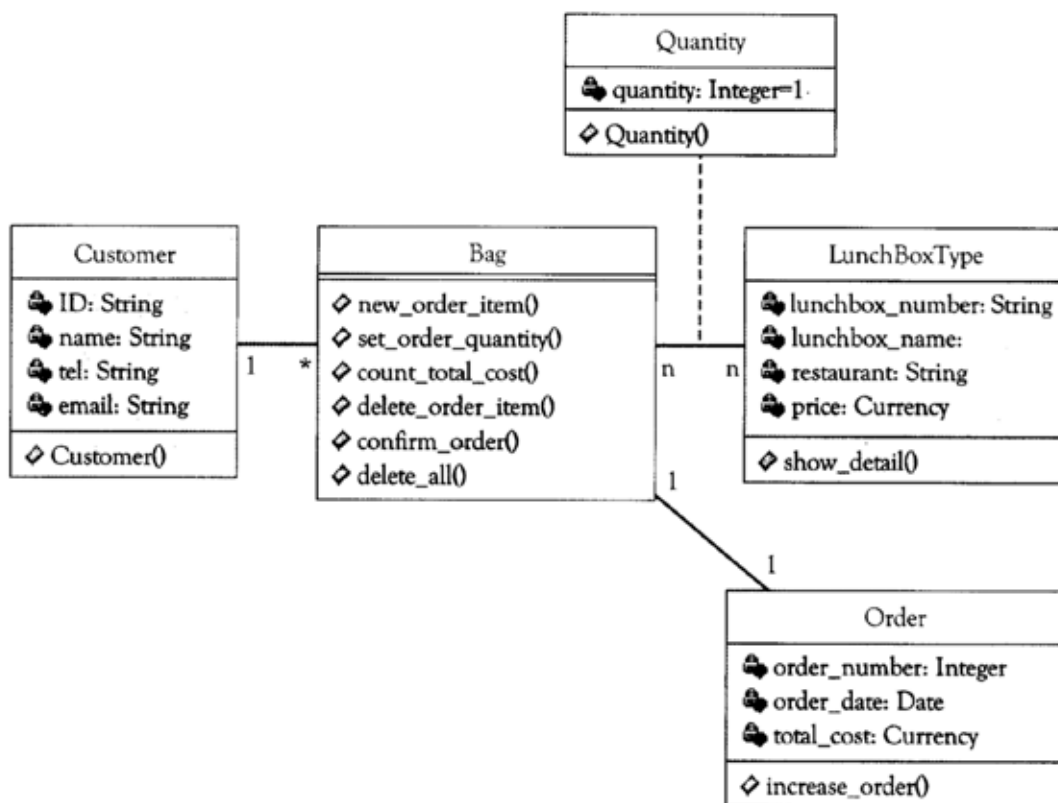 Quantity
quantity: Integer=1
Quantity()
Customer
ID: String
name: String
tel: String
email: String
Customer()
1
*
Bag
new_order_item()
set_order_quantity()
count_total_cost()
delete_order_item()
confirm_order()
delete_all()
n
n
LunchBoxType
lunchbox_number: String
lunchbox_name:
restaurant: String
price: Currency
show_detail()
1
1
Order
order_number: Integer
order_date: Date
total_cost: Currency
increase_order()